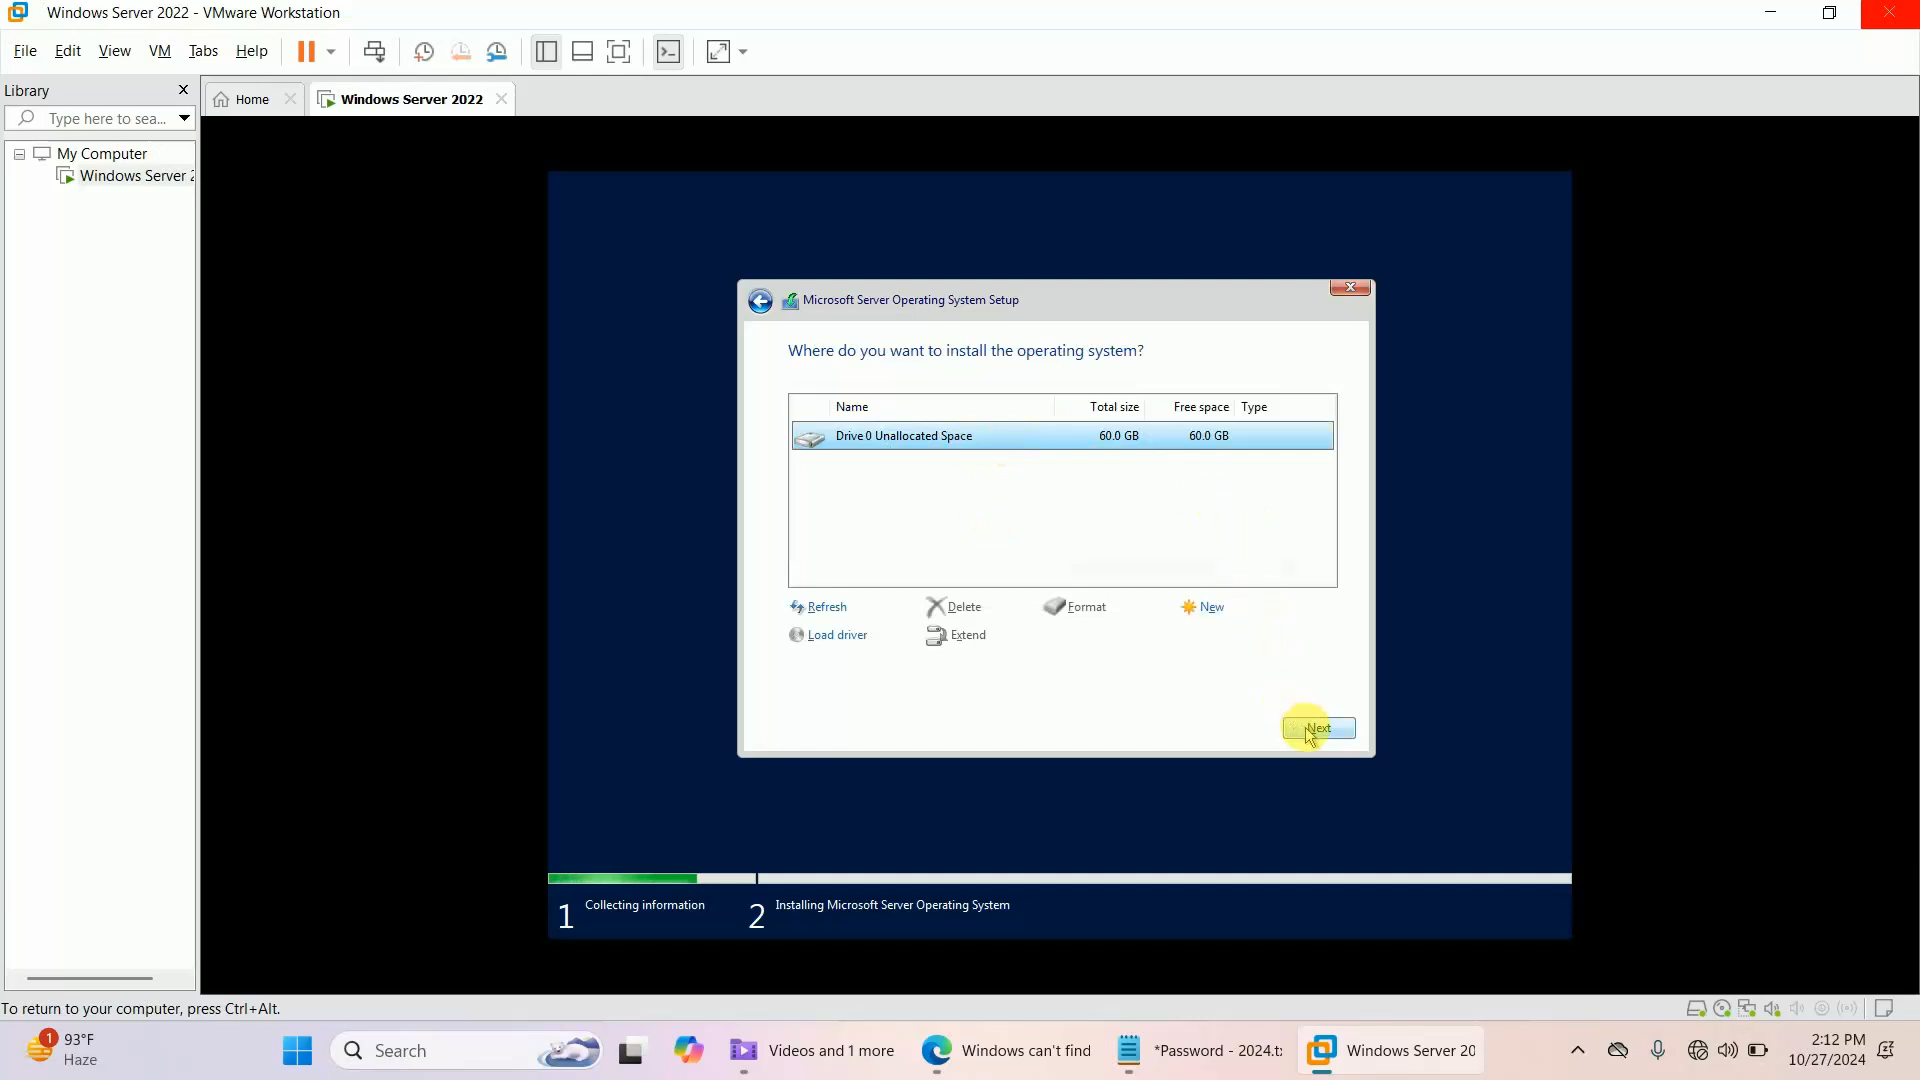 Windows Server 2022 - VMware Workstation
File Edit View VM Tabs Help
Library
Home
Windows Server 2022
Type here to sea...
My Computer
Windows Server 2
Microsoft Server Operating System Setup
Where do you want to install the operating system?
Name Total size Free space Type
Drive 0 Unallocated Space 60.0 GB 60.0 GB
Refresh Delete Format New
Load driver Extend
Next
1 Collecting information 2 Installing Microsoft Server Operating System
To return to your computer, press Ctrl+Alt.
1 93°F
Haze
Search
Videos and 1 more
Windows can't find
*Password - 2024.t
Windows Server 20
2:12 PM
10/27/2024